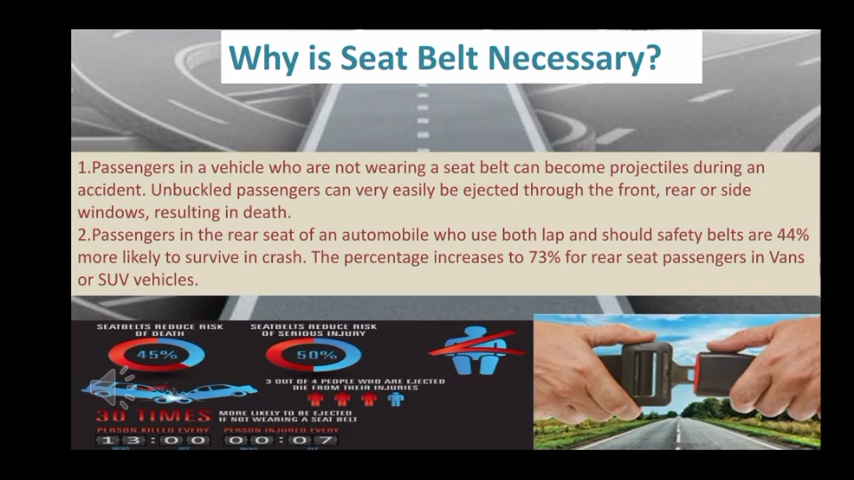 Why is Seat Belt Necessary?
1.Passengers in a vehicle who are not wearing a seat belt can become projectiles during an
accident. Unbuckled passengers can very easily be ejected through the front, rear or side
windows, resulting in death.
2.Passengers in the rear seat of an automobile who use both lap and should safety belts are 44%
more likely to survive in crash. The percentage increases to 73% for rear seat passengers in Vans
or SUV vehicles.
SEATBELTS REDUCE RISK
OF DEATH
45%
SEATBELTS REDUCE RISK
OF SERIOUS INJURY
50%
3 OUT OF 4 PEOPLE WHO ARE EJECTED
DIE FROM THEIR INJURIES
30 TIMES
MORE LIKELY TO BE EJECTED
IF NOT WEARING A SEAT BELT
PERSON KILLED EVERY
13:00
PERSON INJURED EVERY
00:07